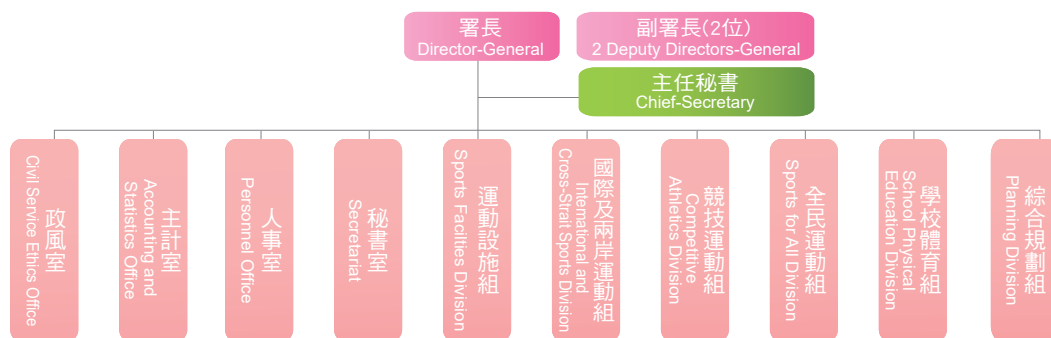 署長
Director-General
副署長(2位)
2 Deputy Directors-General
主任秘書
Chief-Secretary
政風室
Civil Service Ethics Office
主計室
Accounting and
Statistics Office
人事室
Personnel Office
秘書室
Secretariat
運動設施組
Sports Facilties Division
國際及兩岸運動組
International and
Cross-Strait Sports Division
競技運動組
Competitive
Athletics Division
全民運動組
Sports for All Division
學校體育組
School Physical
Education Division
綜合規劃組
Planning Division